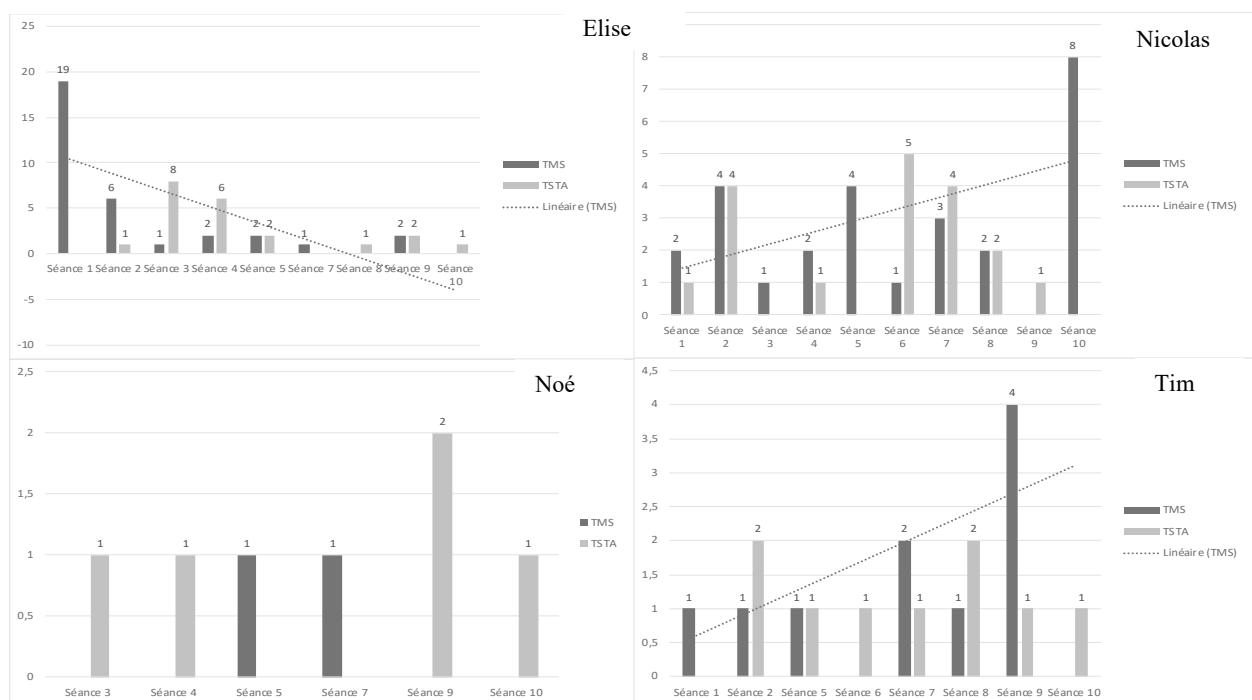 Elise
25
20
15
10
5
0
-5
-10
19
6
1
1
8
2
6
2
2
1
1
2
2
1
Séance 1
Séance 2
Séance 3
Séance 4
Séance 5
Séance 7
Séance 8
Séance 9
Séance
10
TMS
TSTA
Linéaire (TMS)
Nicolas
8
7
6
5
4
3
2
1
0
2
1
4
4
1
2
1
4
1
5
3
4
2
2
1
8
Séance
1
Séance
2
Séance
3
Séance
4
Séance
5
Séance
6
Séance
7
Séance
8
Séance
9
Séance
10
TMS
TSTA
Linéaire (TMS)
Noé
2,5
2
1,5
1
0,5
0
1
1
1
1
2
1
Séance 3
Séance 4
Séance 5
Séance 7
Séance 9
Séance 10
TMS
TSTA
Tim
4,5
4
3,5
3
2,5
2
1,5
1
0,5
0
1
1
2
1
1
1
2
1
1
2
4
1
1
Séance 1
Séance 2
Séance 5
Séance 6
Séance 7
Séance 8
Séance 9
Séance 10
TMS
TSTA
Linéaire (TMS)